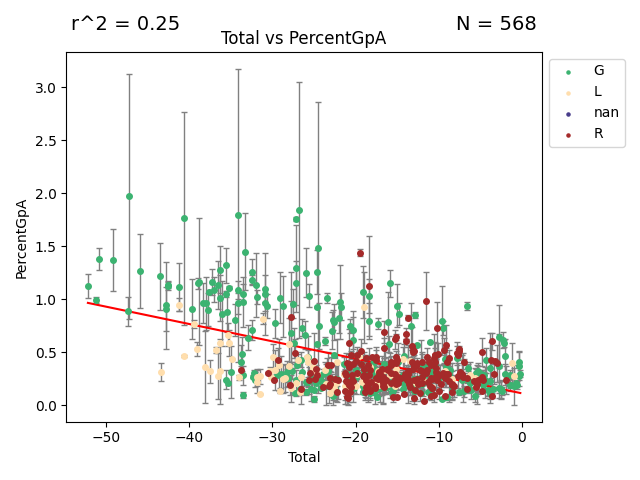 r^2 = 0.25
N = 568
Total vs PercentGpA
G
L
nan
R
PercentGpA
3.0
2.5
2.0
1.5
1.0
0.5
0.0
−50
−40
−30
−20
−10
0
Total